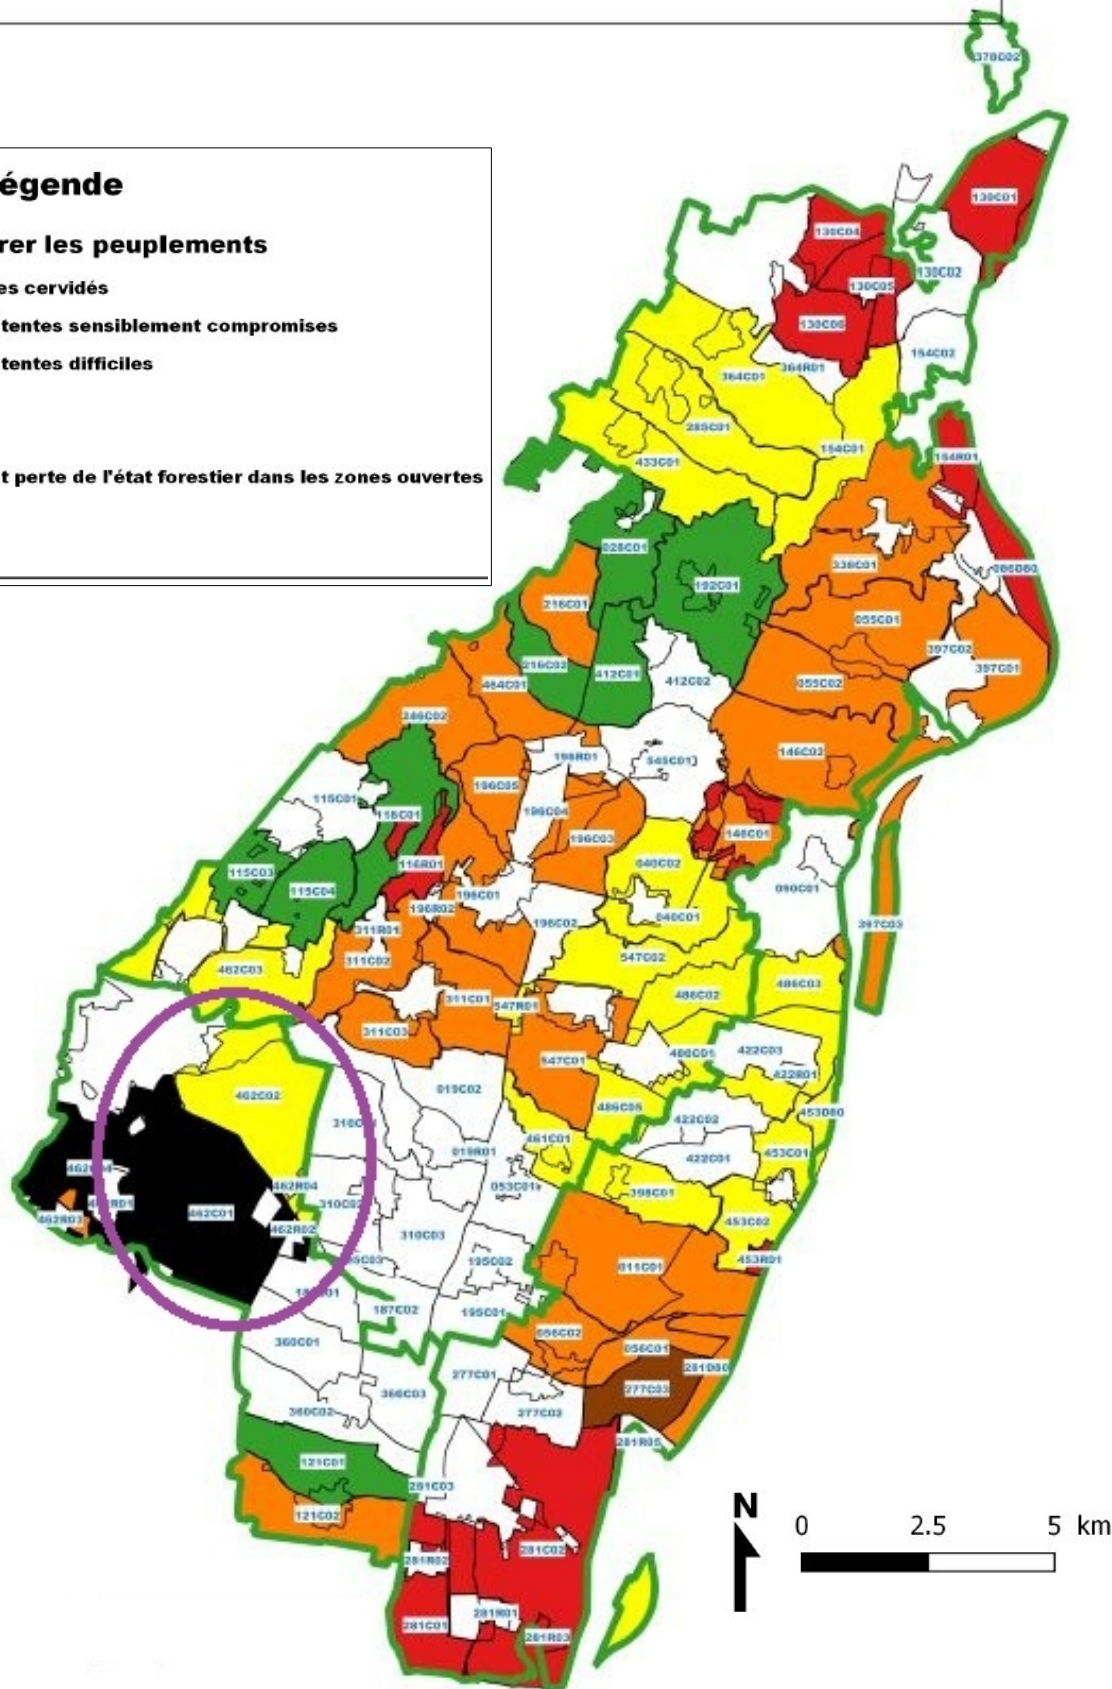 378C02
égende
130C01
rer les peuplements
130C04
130C02
es cervidés
130C05
tentes sensiblement compromises
130C06
154C02
tentes difficiles
364R01
364C01
285C01
154C01
154R01
433C01
t perte de l'état forestier dans les zones ouvertes
028C01
338C01
086D80
192C01
216C01
055C01
397C02
216C02
397C01
412C01
412C02
055C02
464C01
246C02
146C02
196R01
545C01
196C05
115C01
116C01
196C04
196C03
146C01
116R01
040C02
115C03
115C04
090C01
196C01
196R02
040C01
196C02
397C03
311R01
311C02
547C02
462C03
486C03
486C02
311C01
547R01
311C03
422C03
486C01
547C01
422R01
019C02
462C02
486C05
453D80
422C02
461C01
019R01
453C01
422C01
462R04
053C01
398C01
310C02
462R03
462C01
453C02
462R02
310C03
453R01
195C02
011C01
187C02
195C01
056C02
360C01
056C01
281D80
277C01
277C03
360C03
360C02
277C02
281R05
121C01
281C03
N
121C02
0 2.5 5 km
281C02
281R02
281R01
281C01
281R03